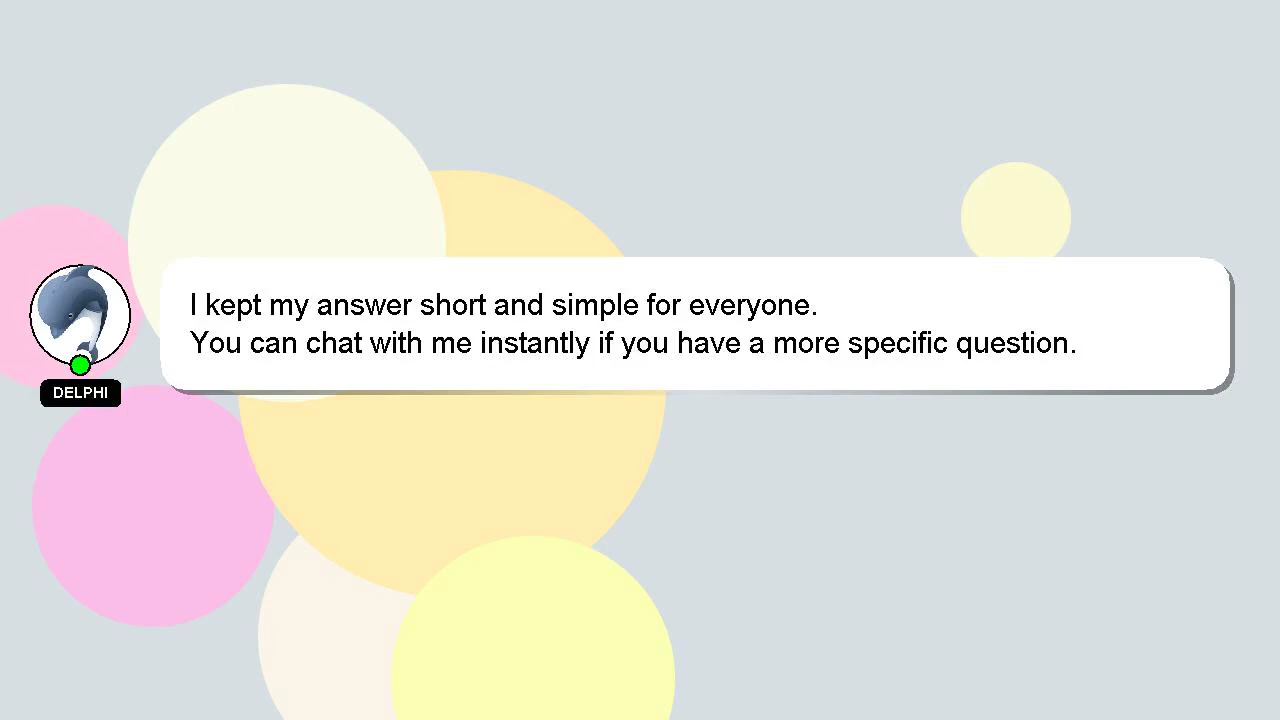 I kept my answer short and simple for everyone.
You can chat with me instantly if you have a more specific question.
DELPHI